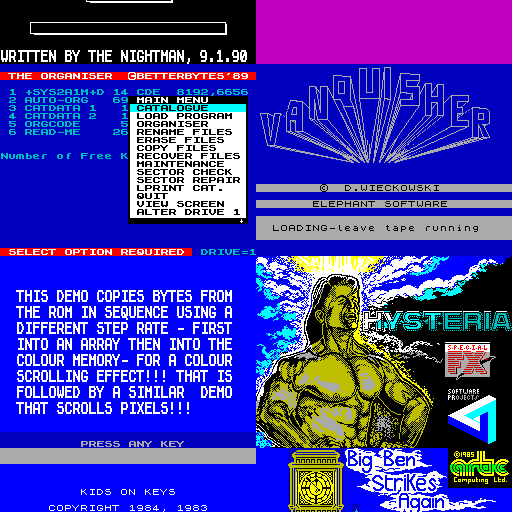 WRITTEN BY THE NIGHTMAN, 9.1.90
THE ORGANISER @BETTERBYTES'89
1 +SYS2A1M+D 14 CDE 8192,6656
2 AUTO-ORG 69
3 CATDATA 1 1
4 CATDATA 2 1
5 ORGCODE 5
6 READ-ME 26
Number of Free K
MAIN MENU
CATALOGUE
LOAD PROGRAM
ORGANISER
RENAME FILES
ERASE FILES
COPY FILES
RECOVER FILES
MAINTENANCE
SECTOR CHECK
SECTOR REPAIR
LPRINT CAT.
QUIT
VIEW SCREEN
ALTER DRIVE 1
SELECT OPTION REQUIRED DRIVE=1
VANQUISHER
© D.WIECKOWSKI
ELEPHANT SOFTWARE
LOADING-leave tape running
THIS DEMO COPIES BYTES FROM
THE ROM IN SEQUENCE USING A
DIFFERENT STEP RATE - FIRST
INTO AN ARRAY THEN INTO THE
COLOUR MEMORY- FOR A COLOUR
SCROLLING EFFECT!!! THAT IS
FOLLOWED BY A SIMILAR DEMO
THAT SCROLLS PIXELS!!!
PRESS ANY KEY
HYSTERIA
SPECIAL
FX
SOFTWARE
PROJECTS
KIDS ON KEYS
COPYRIGHT 1984, 1983
Big Ben
Strikes
Again
©1985
artic
Computing Ltd.